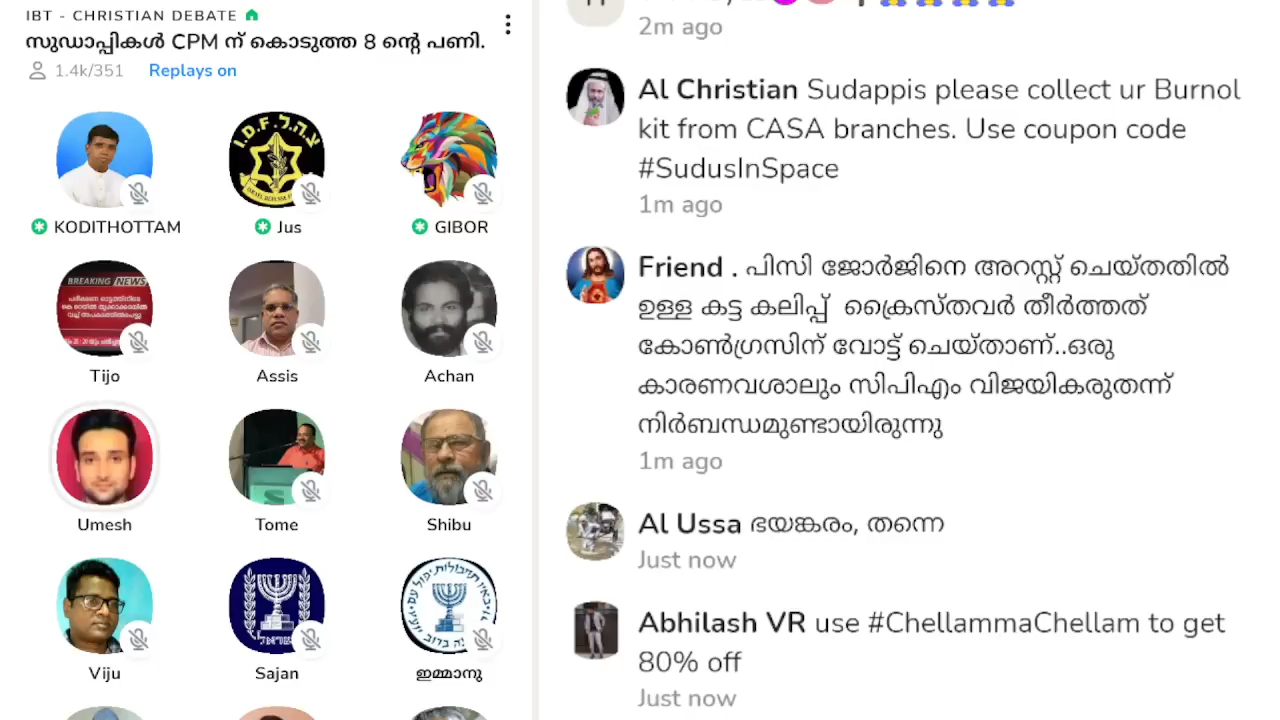 IBT - CHRISTIAN DEBATE
സുഡാപ്പികൾ CPM ന് കൊടുത്ത 8 ന്റെ പണി.
1.4k/351 Replays on
KODITHOTTAM
Jus
GIBOR
BREAKING NEWS
Tijo
Assis
Achan
Umesh
Tome
Shibu
Viju
Sajan
ഇമ്മാനു
2m ago
Al Christian Sudappis please collect ur Burnol
kit from CASA branches. Use coupon code
#SudusInSpace
1m ago
Friend . പിസി ജോർജിനെ അറസ്റ്റ് ചെയ്തതിൽ
ഉള്ള കട്ട കലിപ്പ് ക്രൈസ്തവർ തീർത്തത്
കോൺഗ്രസിന് വോട്ട് ചെയ്താണ്..ഒരു
കാരണവശാലും സിപിഎം വിജയികരുതന്ന്
നിർബന്ധമുണ്ടായിരുന്നു
1m ago
Al Ussa ഭയങ്കരം, തന്നെ
Just now
Abhilash VR use #ChellammaChellam to get
80% off
Just now